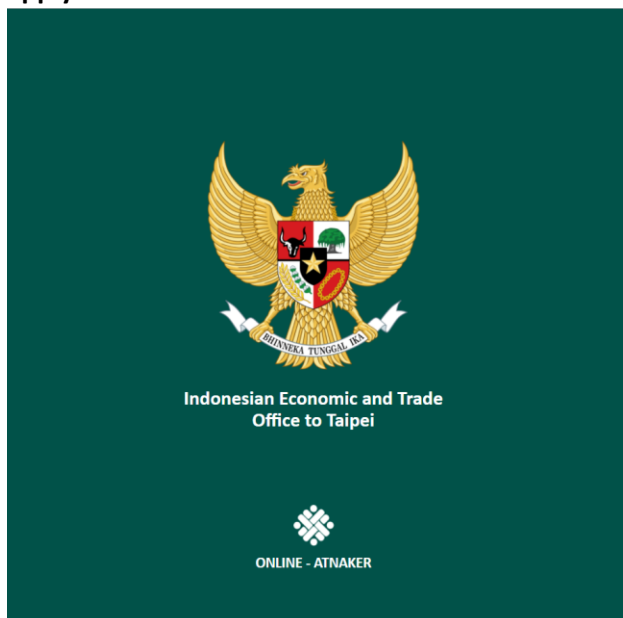 BHINNEKA TUNGGAL IKA
Indonesian Economic and Trade
Office to Taipei
ONLINE - ATNAKER